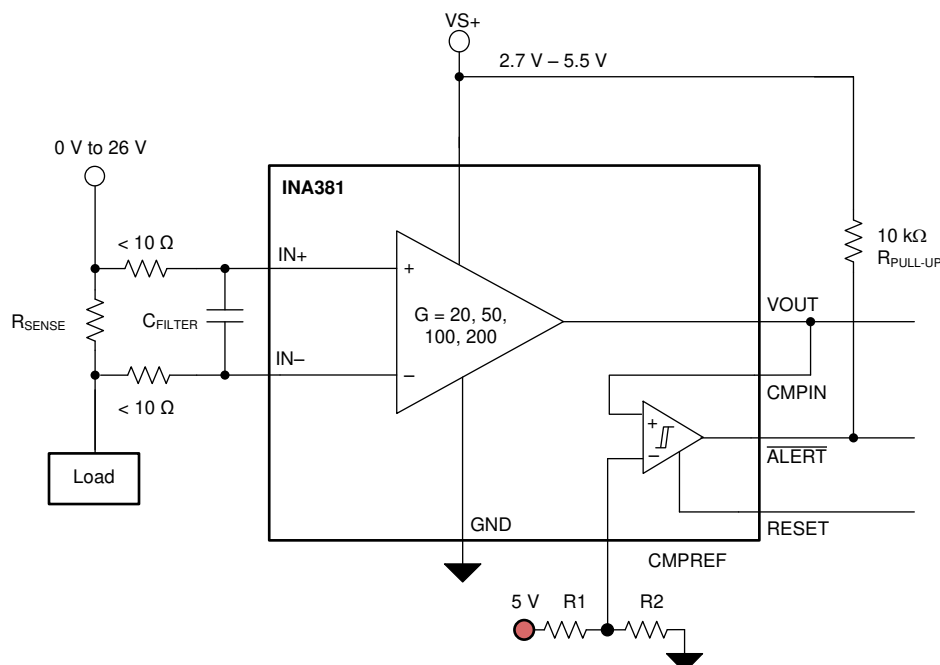 VS+
2.7 V – 5.5 V
0 V to 26 V
INA381
< 10 Ω
IN+
+
10 kΩ
RPULL-UP
RSENSE
CFILTER
G = 20, 50,
100, 200
VOUT
IN–
–
CMPIN
< 10 Ω
+
–
ALERT
Load
GND
RESET
CMPREF
5 V
R1
R2